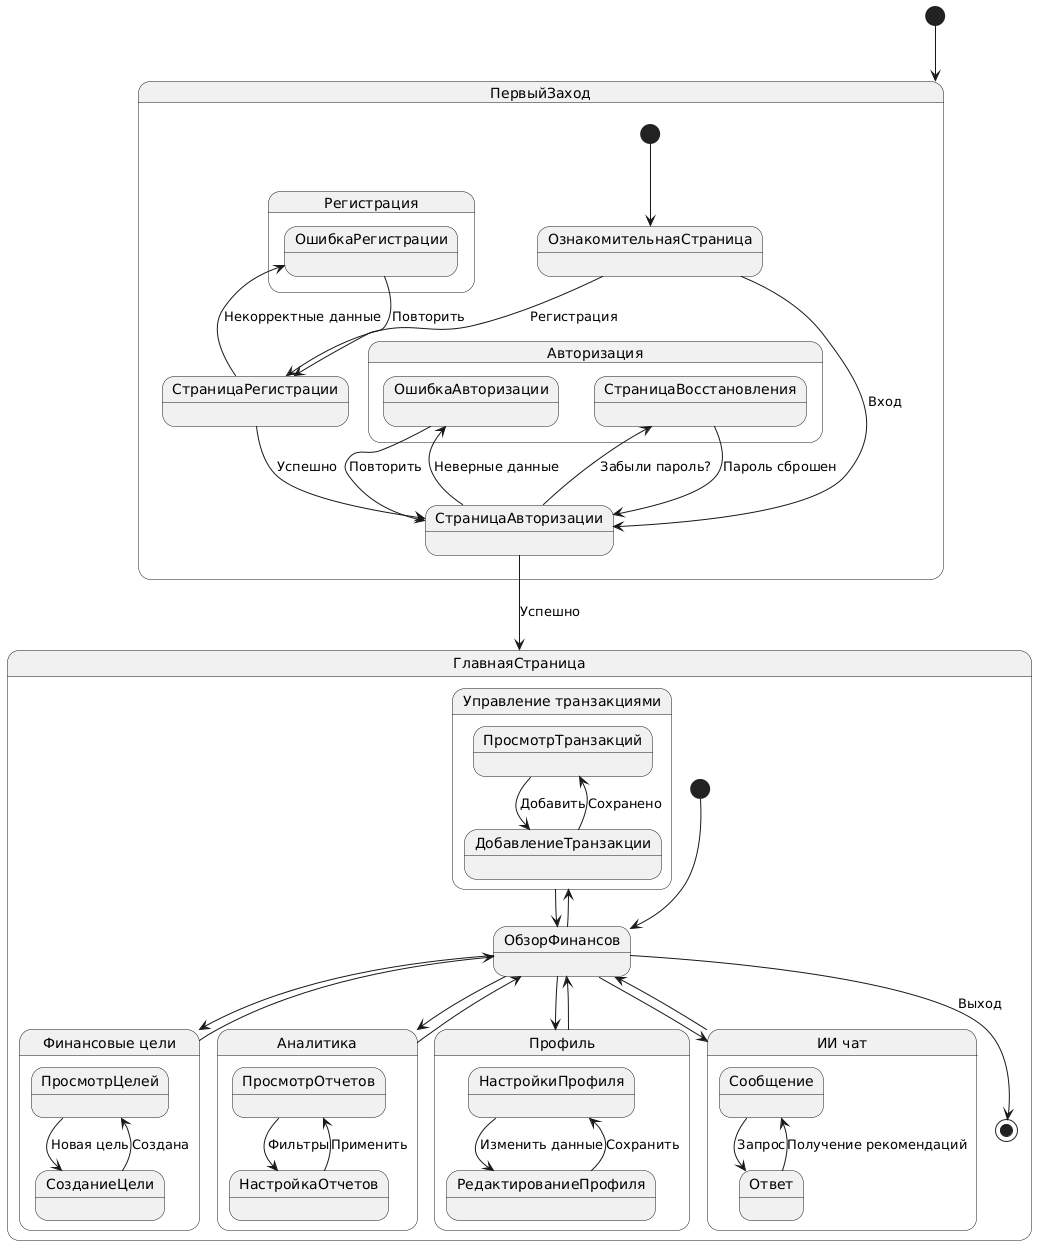 ПервыйЗаход
Регистрация
ОшибкаРегистрации
ОзнакомительнаяСтраница
Некорректные данные
Повторить
Регистрация
Авторизация
СтраницаРегистрации
ОшибкаАвторизации
СтраницаВосстановления
Вход
Успешно
Повторить
Неверные данные
Забыли пароль?
Пароль сброшен
СтраницаАвторизации
Успешно
ГлавнаяСтраница
Управление транзакциями
ПросмотрТранзакций
Добавить
Сохранено
ДобавлениеТранзакции
ОбзорФинансов
Выход
Финансовые цели
Аналитика
Профиль
ИИ чат
ПросмотрЦелей
ПросмотрОтчетов
НастройкиПрофиля
Сообщение
Новая цель
Создана
Фильтры
Применить
Изменить данные
Сохранить
Запрос
Получение рекомендаций
СозданиеЦели
НастройкаОтчетов
РедактированиеПрофиля
Ответ